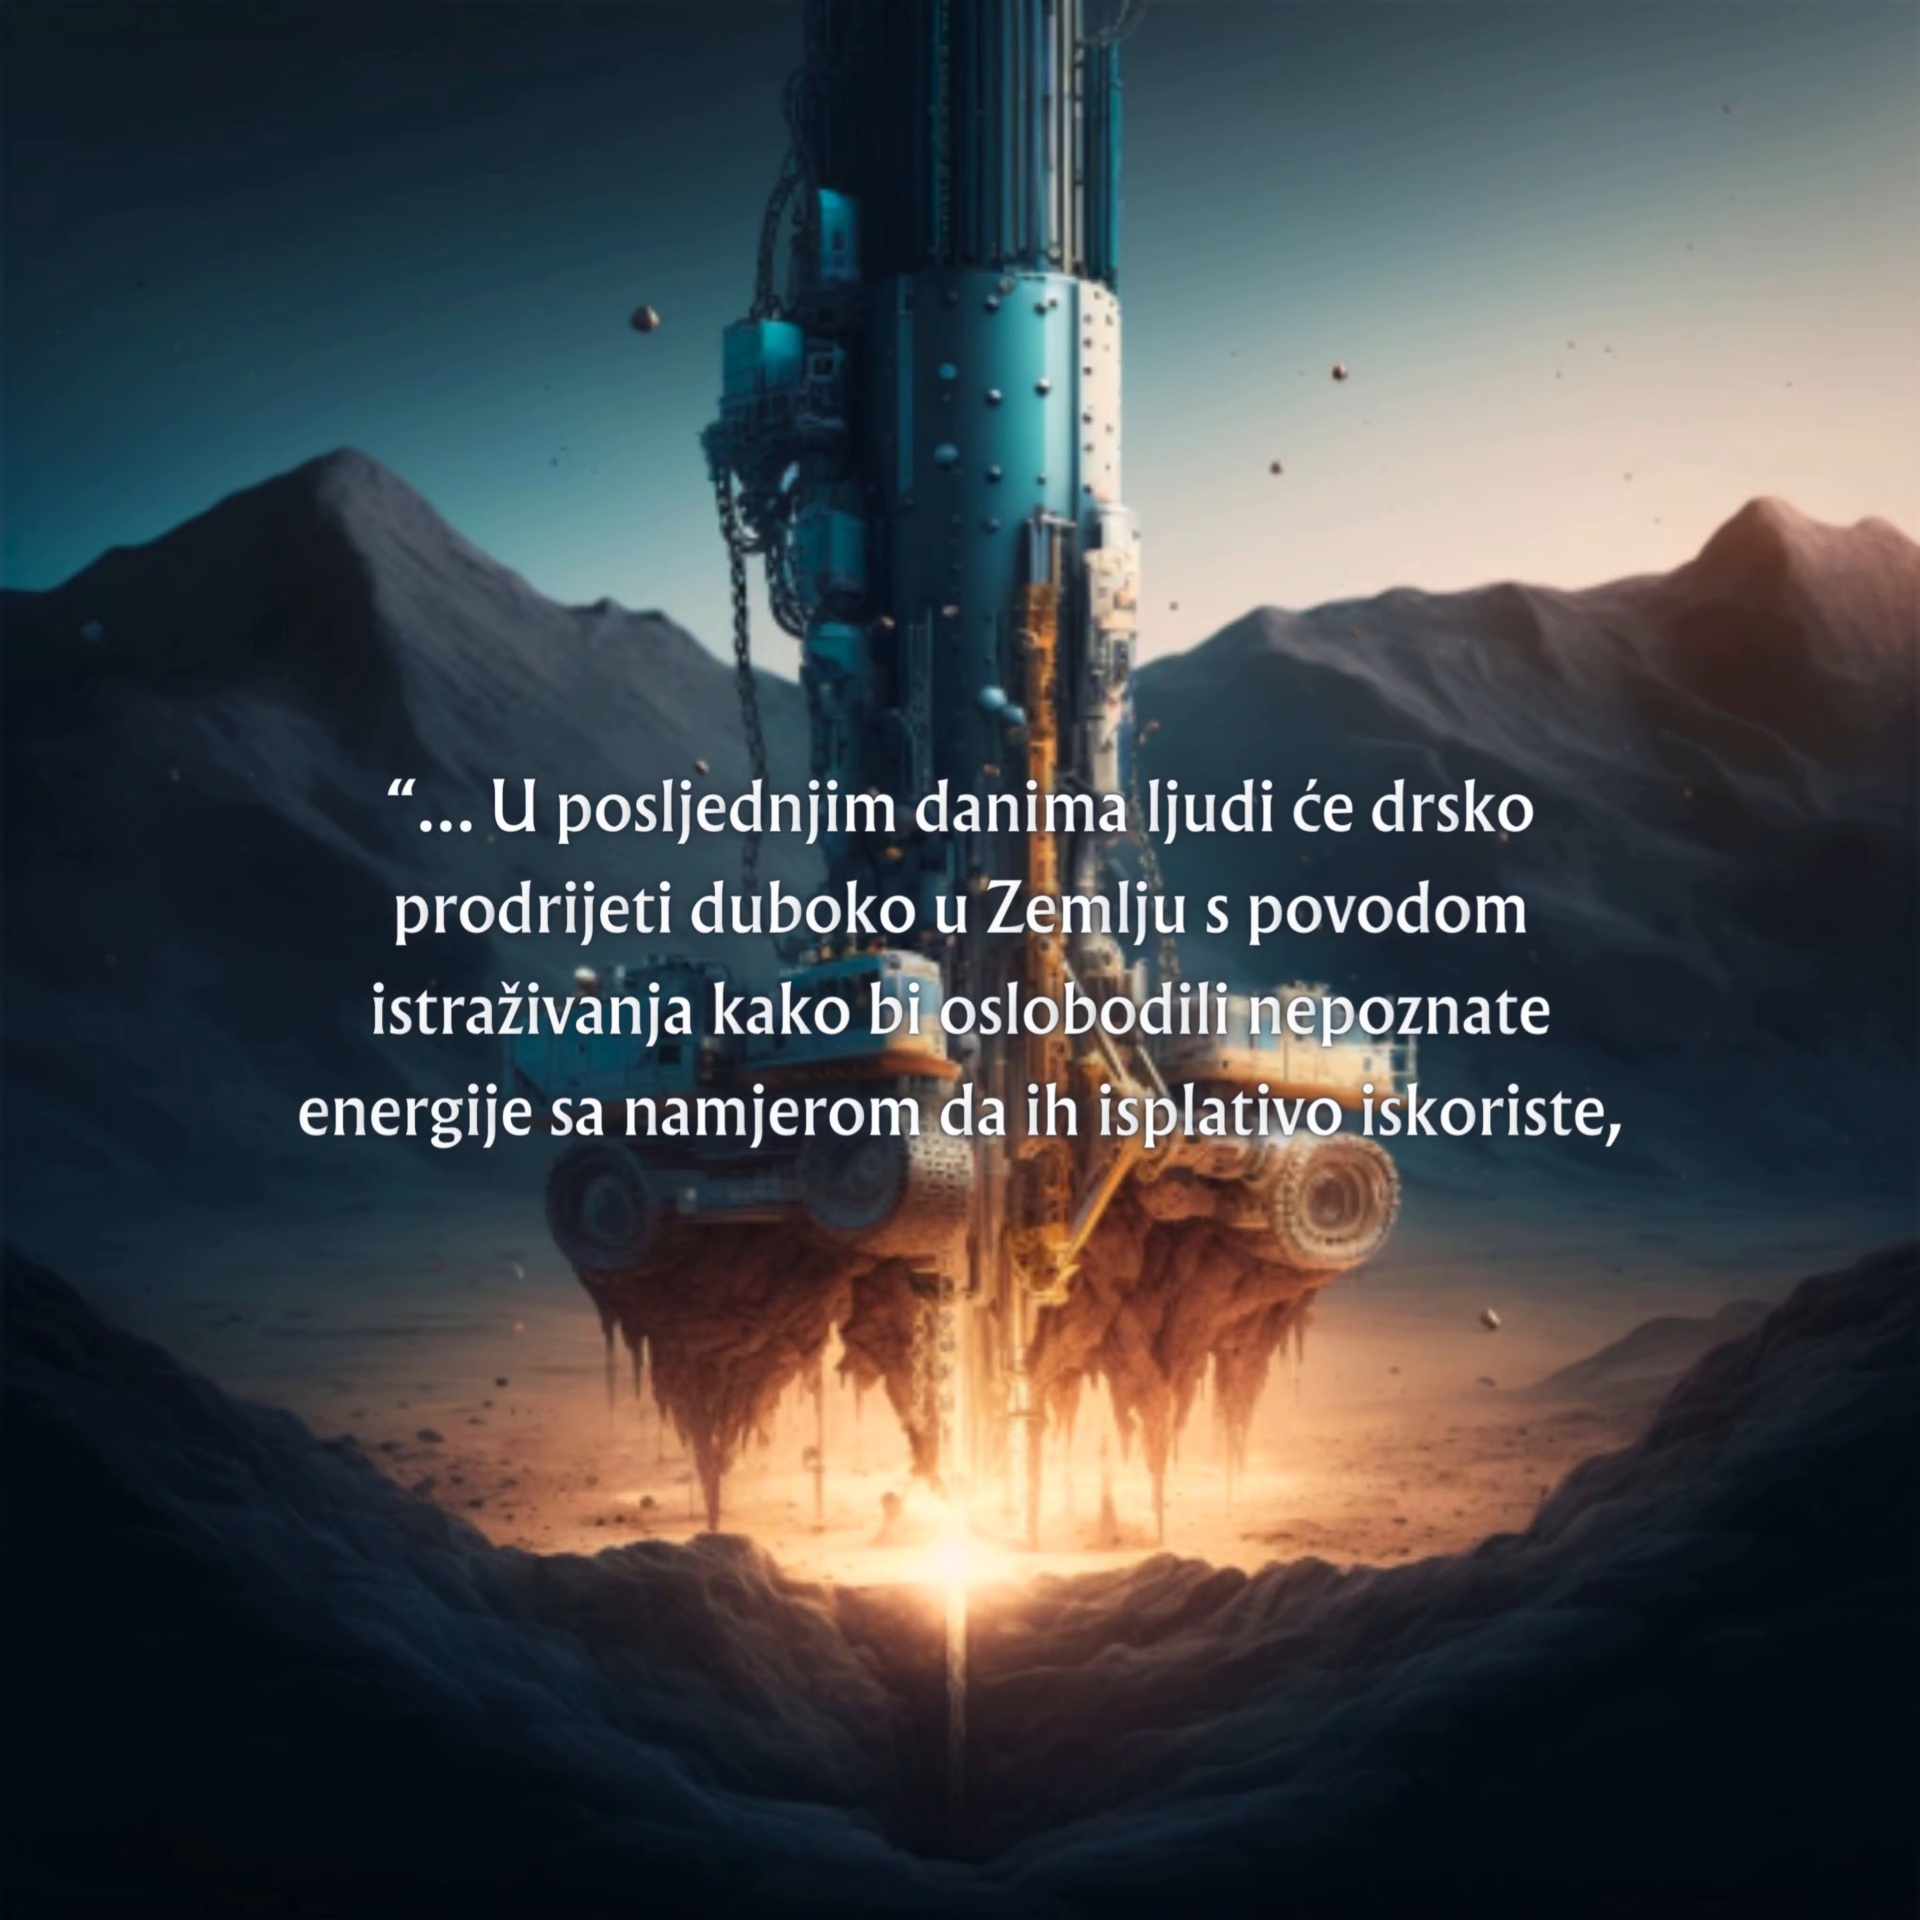 “... U posljednjim danima ljudi će drsko
prodrijeti duboko u Zemlju s povodom
istraživanja kako bi oslobodili nepoznate
energije sa namjerom da ih isplativo iskoriste,